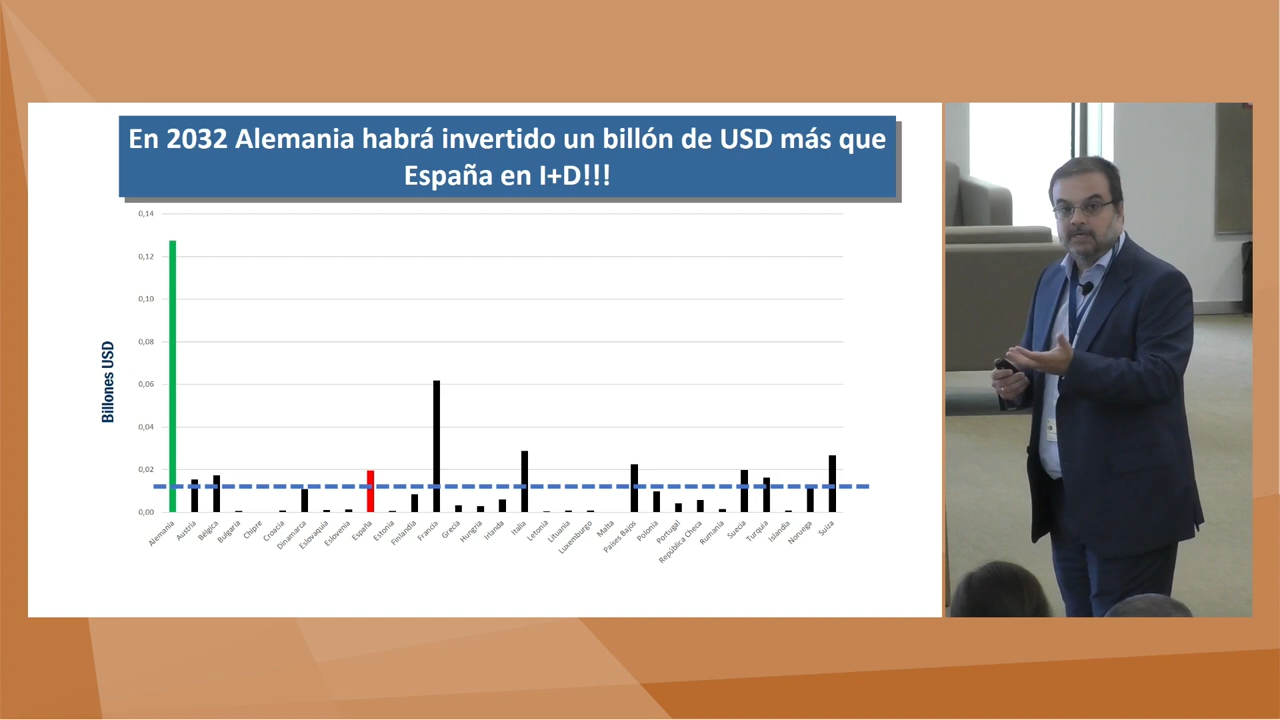 En 2032 Alemania habrá invertido un billón de USD más que
España en I+D!!!
Billones USD
0,14
0,12
0,10
0,08
0,06
0,04
0,02
0,00
Alemania
Austria
Bélgica
Bulgaria
Chipre
Croacia
Dinamarca
Eslovaquia
Eslovenia
España
Estonia
Finlandia
Francia
Grecia
Hungría
Irlanda
Italia
Letonia
Lituania
Luxemburgo
Malta
Países Bajos
Polonia
Portugal
República Checa
Rumanía
Suecia
Turquía
Islandia
Noruega
Suiza